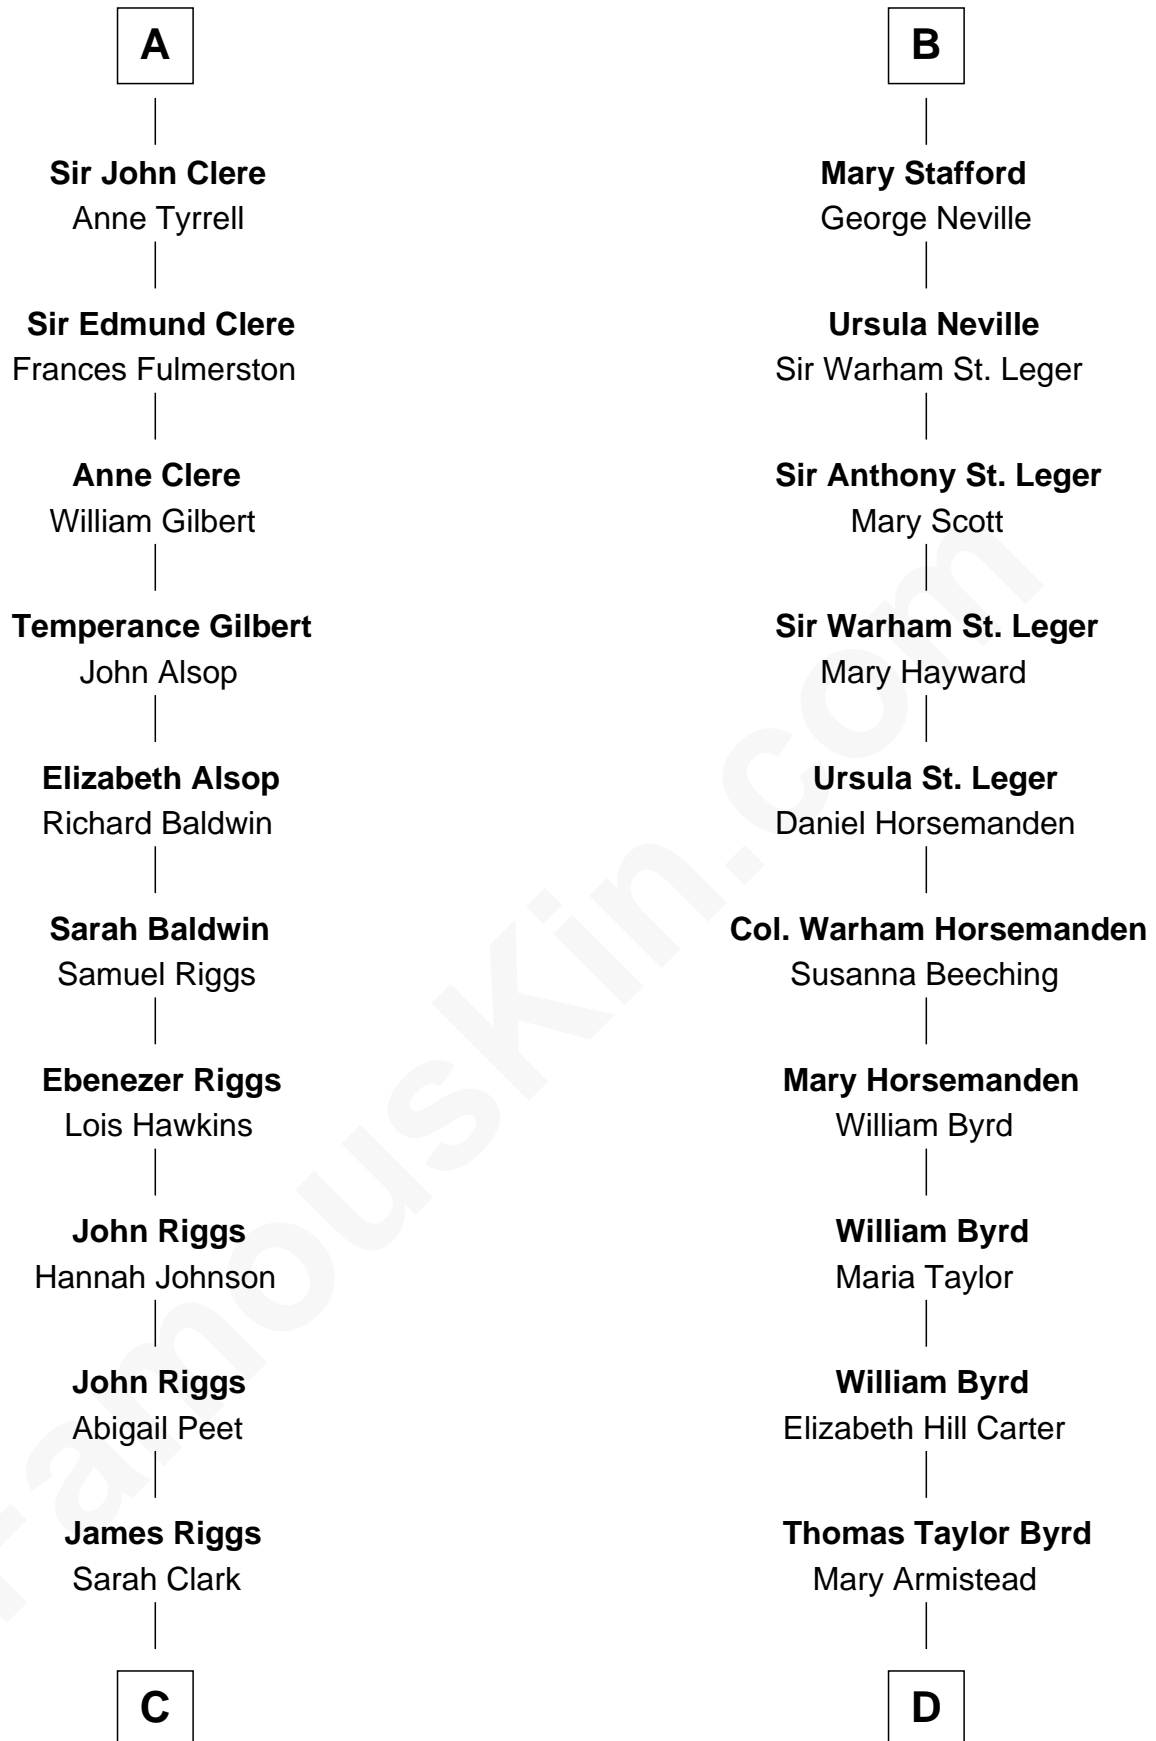 A
Sir John Clere
Anne Tyrrell
Sir Edmund Clere
Frances Fulmerston
Anne Clere
William Gilbert
Temperance Gilbert
John Alsop
Elizabeth Alsop
Richard Baldwin
Sarah Baldwin
Samuel Riggs
Ebenezer Riggs
Lois Hawkins
John Riggs
Hannah Johnson
John Riggs
Abigail Peet
James Riggs
Sarah Clark
C
B
Mary Stafford
George Neville
Ursula Neville
Sir Warham St. Leger
Sir Anthony St. Leger
Mary Scott
Sir Warham St. Leger
Mary Hayward
Ursula St. Leger
Daniel Horsemanden
Col. Warham Horsemanden
Susanna Beeching
Mary Horsemanden
William Byrd
William Byrd
Maria Taylor
William Byrd
Elizabeth Hill Carter
Thomas Taylor Byrd
Mary Armistead
D
FamousKin.com